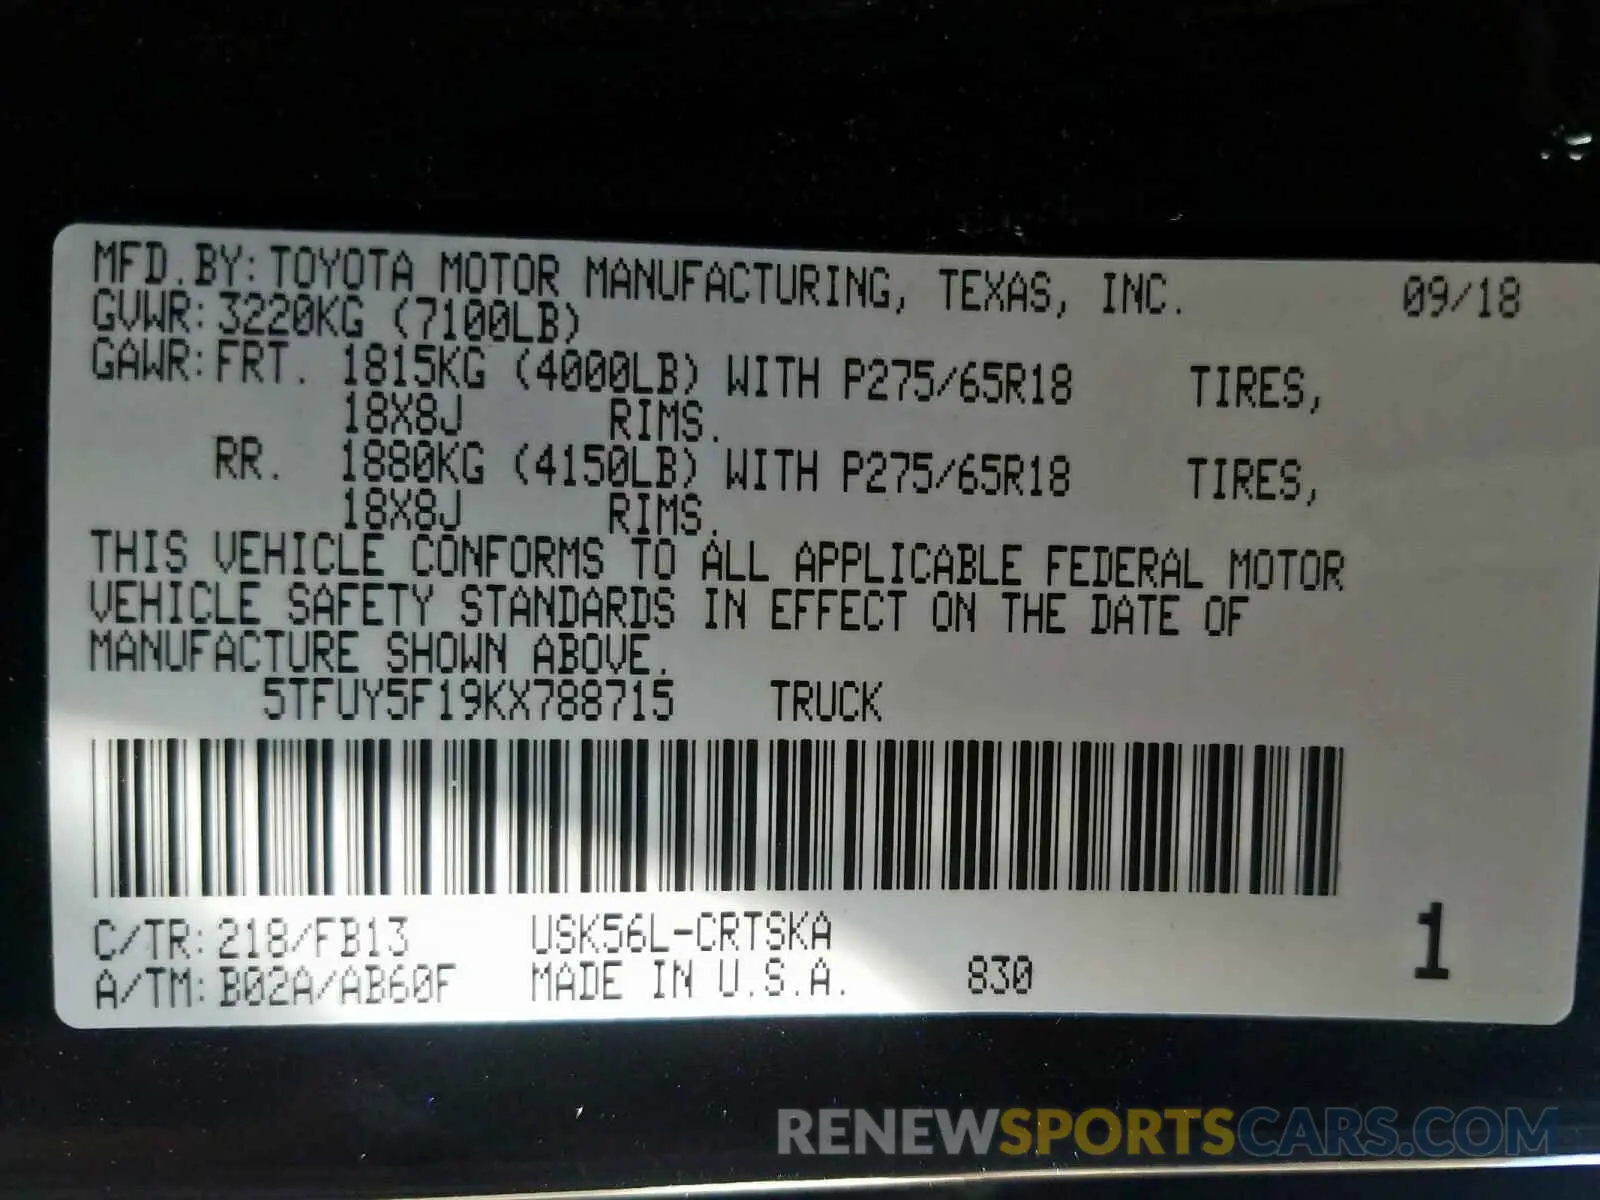 MFD.BY: TOYOTA MOTOR MANUFACTURING, TEXAS, INC. 09/18
GVWR: 3220KG (7100LB)
GAWR: FRT. 1815KG (4000LB) WITH P275/65R18 TIRES,
18X8J RIMS.
RR. 1880KG (4150LB) WITH P275/65R18 TIRES,
18X8J RIMS.
THIS VEHICLE CONFORMS TO ALL APPLICABLE FEDERAL MOTOR
VEHICLE SAFETY STANDARDS IN EFFECT ON THE DATE OF
MANUFACTURE SHOWN ABOVE.
5TFUY5F19KX788715 TRUCK
C/TR: 218/FB13 USK56L-CRTSKA
A/TM: B02A/AB60F MADE IN U.S.A. 830 1
RENEWSPORTSCARS.COM